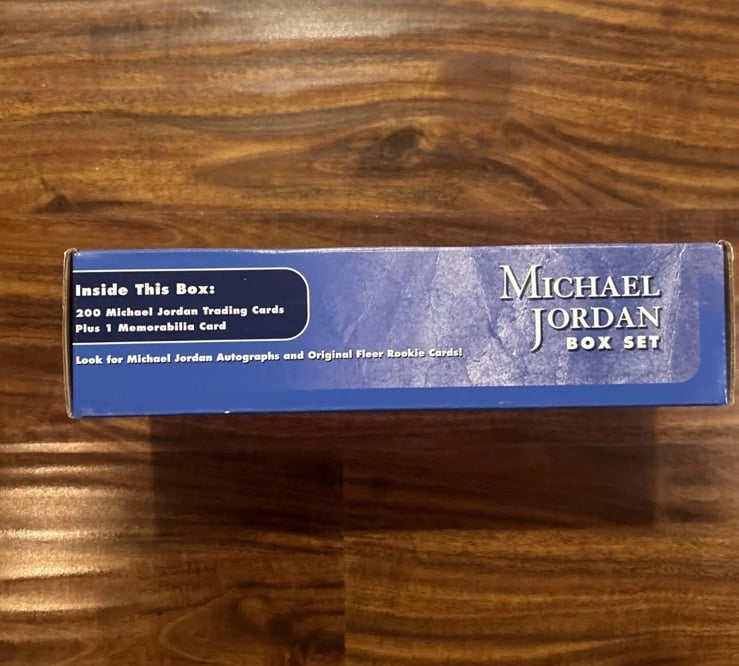 Inside This Box:
200 Michael Jordan Trading Cards
Plus 1 Memorabilia Card
Look for Michael Jordan Autographs and Original Fleer Rookie Cards!
MICHAEL
JORDAN
BOX SET